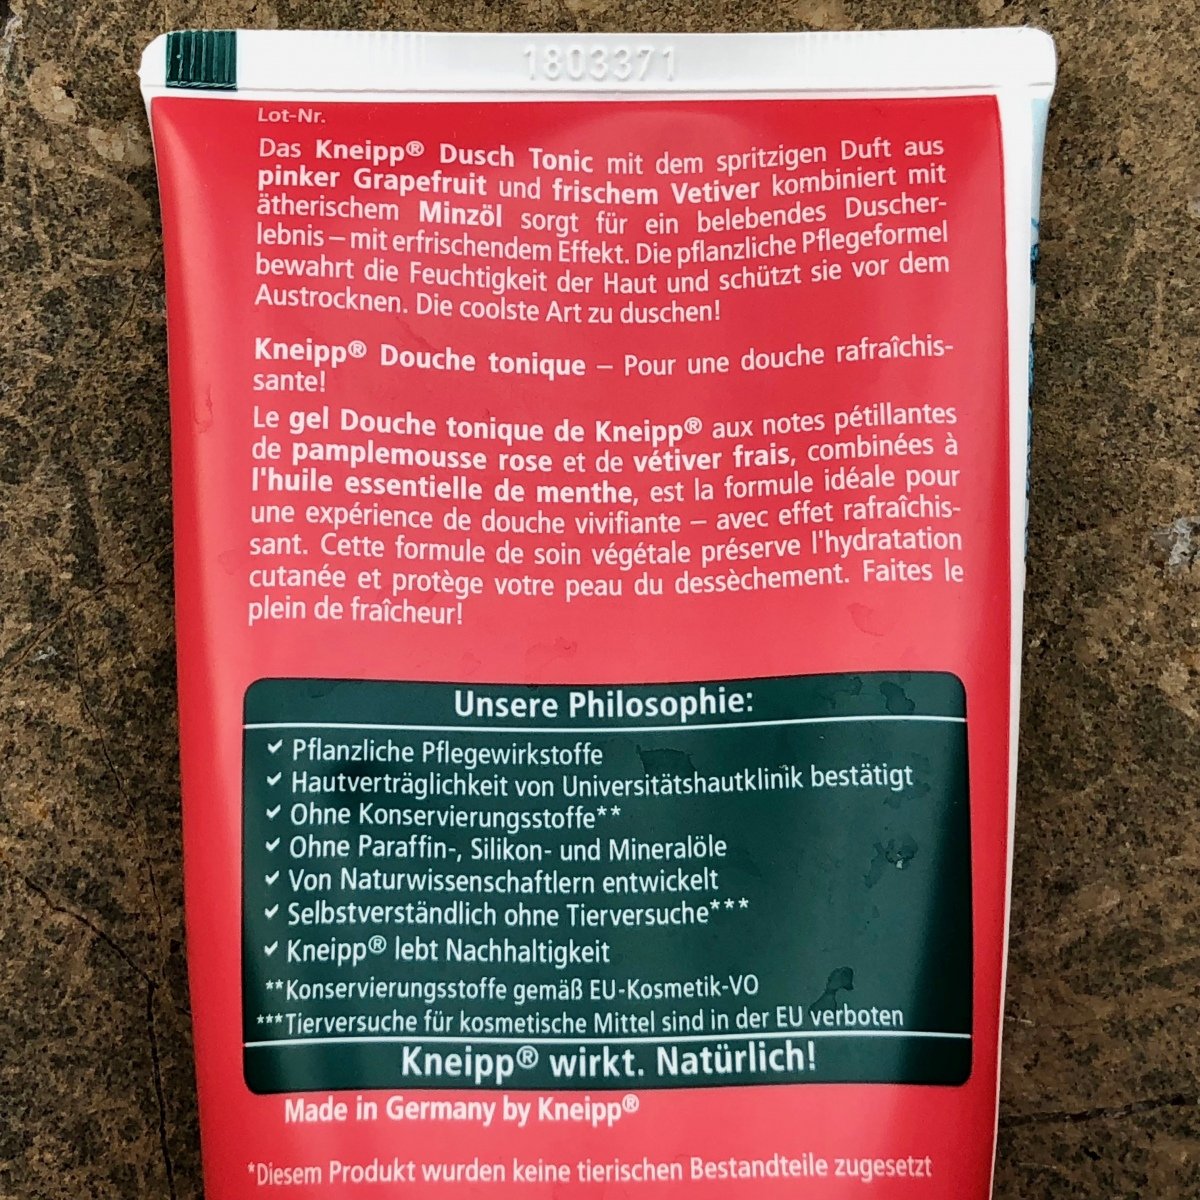 1803371
Lot-Nr.
Das Kneipp® Dusch Tonic mit dem spritzigen Duft aus
pinker Grapefruit und frischem Vetiver kombiniert mit
ätherischem Minzöl sorgt für ein belebendes Duscher-
lebnis – mit erfrischendem Effekt. Die pflanzliche Pflegeformel
bewahrt die Feuchtigkeit der Haut und schützt sie vor dem
Austrocknen. Die coolste Art zu duschen!
Kneipp® Douche tonique – Pour une douche rafraîchis-
sante!
Le gel Douche tonique de Kneipp® aux notes pétillantes
de pamplemousse rose et de vétiver frais, combinées à
l'huile essentielle de menthe, est la formule idéale pour
une expérience de douche vivifiante – avec effet rafraîchis-
sant. Cette formule de soin végétale préserve l'hydratation
cutanée et protège votre peau du dessèchement. Faites le
plein de fraîcheur!
Unsere Philosophie:
✓ Pflanzliche Pflegewirkstoffe
✓ Hautverträglichkeit von Universitätshautklinik bestätigt
✓ Ohne Konservierungsstoffe**
✓ Ohne Paraffin-, Silikon- und Mineralöle
✓ Von Naturwissenschaftlern entwickelt
✓ Selbstverständlich ohne Tierversuche***
✓ Kneipp® lebt Nachhaltigkeit
**Konservierungsstoffe gemäß EU-Kosmetik-VO
***Tierversuche für kosmetische Mittel sind in der EU verboten
Kneipp® wirkt. Natürlich!
Made in Germany by Kneipp®
*Diesem Produkt wurden keine tierischen Bestandteile zugesetzt